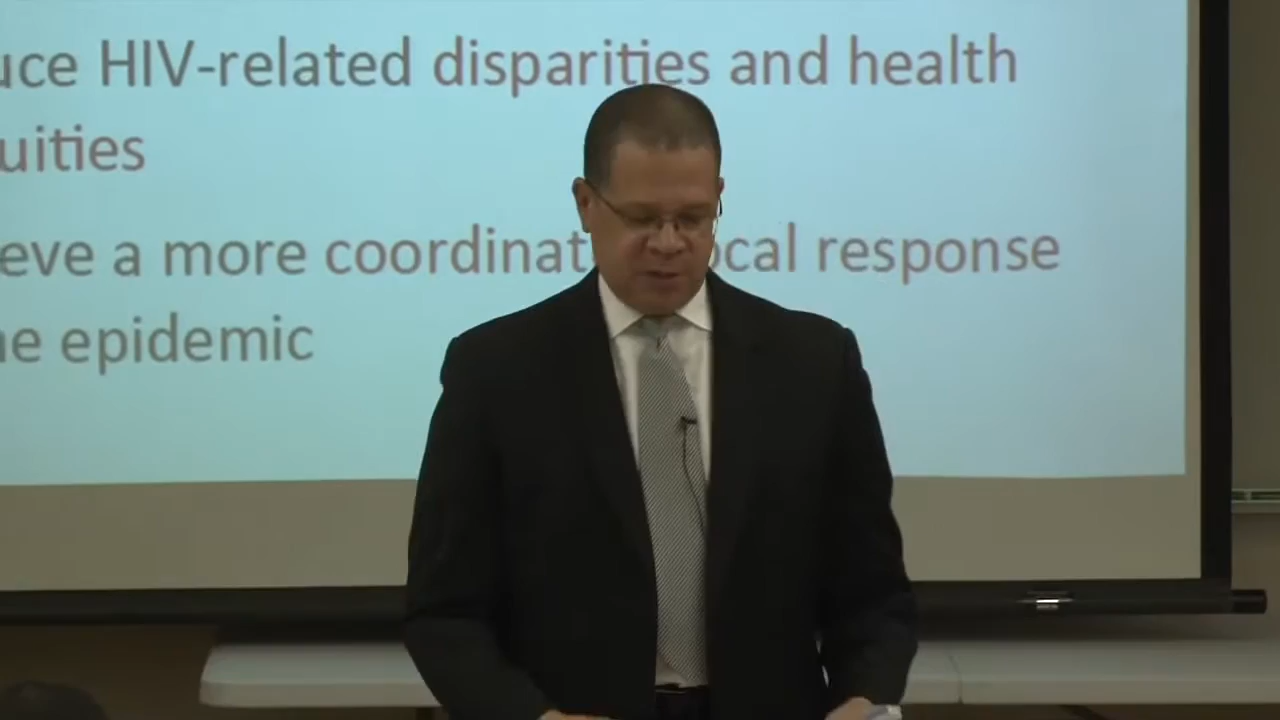 uce HIV-related disparities and health
uities
eve a more coordinat ocal response
e epidemic